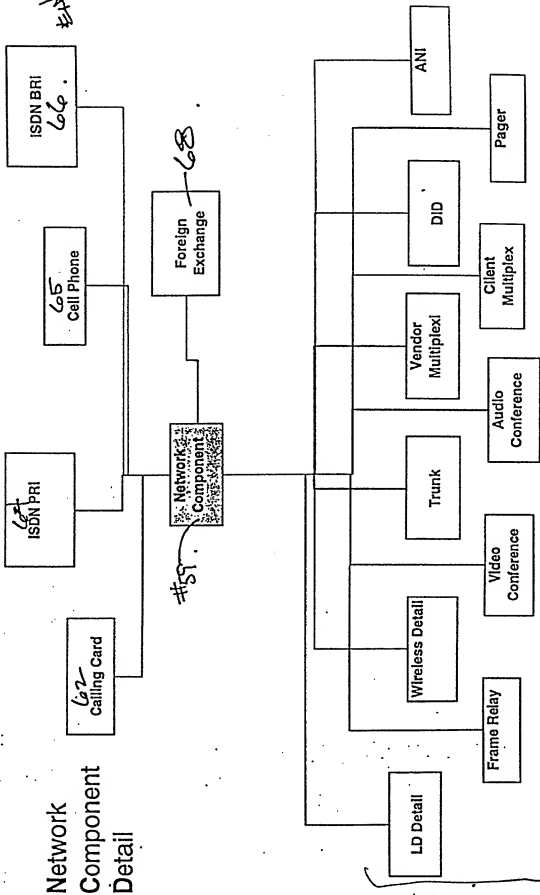 Network
Component
Detail
62
Calling Card
64
ISDN PRI
65
Cell Phone
ISDN BRI
66.
Network
Component
#59.
Foreign
Exchange
68.
LD Detail
Wireless Detail
Trunk
Vendor
Multiplexi
DID
ANI
Frame Relay
Video
Conference
Audio
Conference
Cilent
Multiplex
Pager